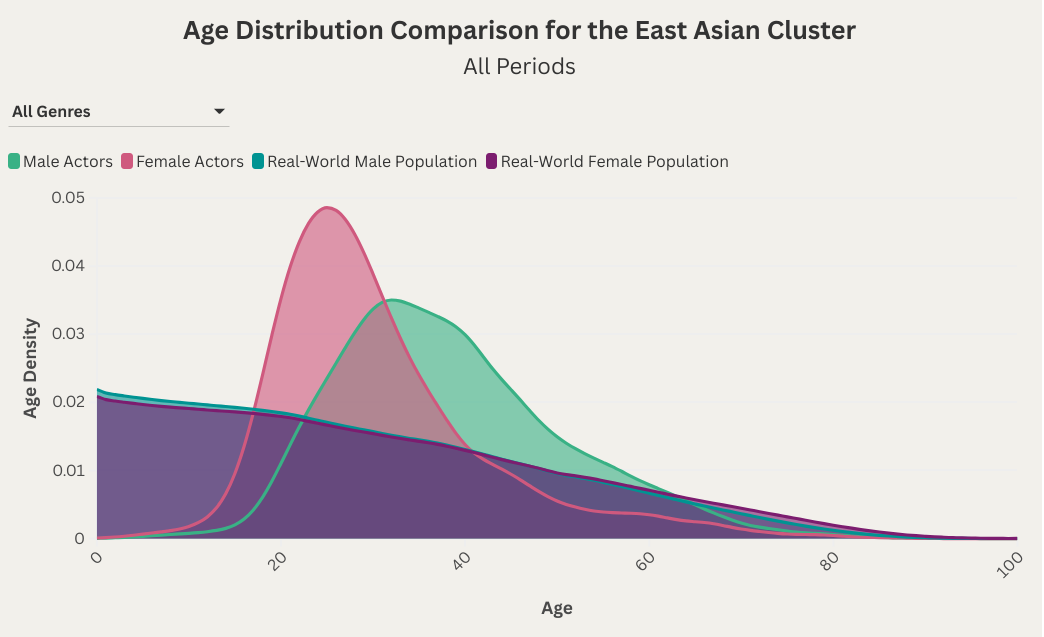 Age Distribution Comparison for the East Asian Cluster
All Periods
All Genres
Male Actors Female Actors Real-World Male Population Real-World Female Population
0.05
0.04
0.03
0.02
0.01
0
Age Density
0 20 40 60 80 100
Age